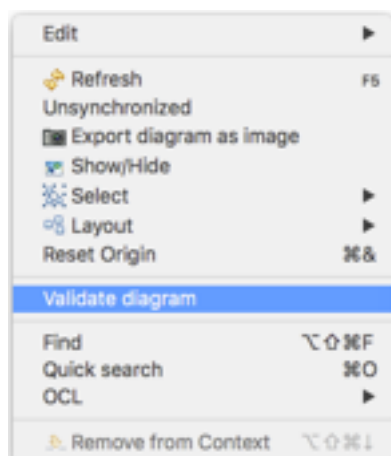 Edit ▶
Refresh F5
Unsynchronized
Export diagram as image
Show/Hide
Select ▶
Layout ▶
Reset Origin ⌘&
Validate diagram
Find ⌥⇧⌘F
Quick search ⌘O
OCL ▶
Remove from Context ⌥⇧⌘↓